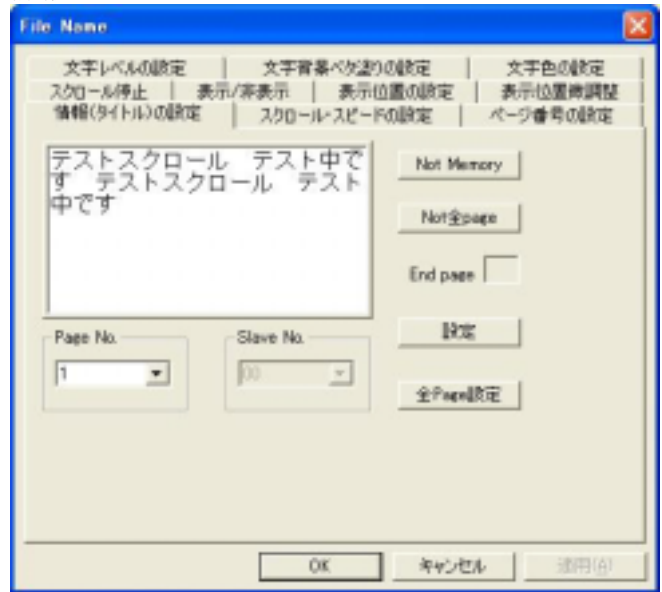 File Name
文字レベルの設定 文字背景ベタ塗りの設定 文字色の設定
スクロール停止 表示/非表示 表示位置の設定 表示位置微調整
情報(タイトル)の設定 スクロール・スピードの設定 ページ番号の設定
テストスクロール テスト中で
す テストスクロール テスト
中です
Not Memory
Not全page
End page
Page No.
Slave No.
設定
1
00
全Page設定
OK キャンセル 適用(A)